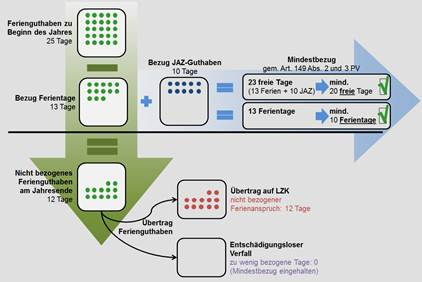 Ferienguthaben zu
Beginn des Jahres
25 Tage
Bezug JAZ-Guthaben
10 Tage
Mindestbezug
gem. Art. 149 Abs. 2 und 3 PV
23 freie Tage
(13 Ferien + 10 JAZ)
mind.
20 freie Tage
Bezug Ferientage
13 Tage
13 Ferientage
mind.
10 Ferientage
Nicht bezogenes
Ferienguthaben
am Jahresende
12 Tage
Übertrag
Ferienguthaben
Übertrag auf LZK
nicht bezogener
Ferienanspruch: 12 Tage
Entschädigungsloser
Verfall
zu wenig bezogene Tage: 0
(Mindestbezug eingehalten)